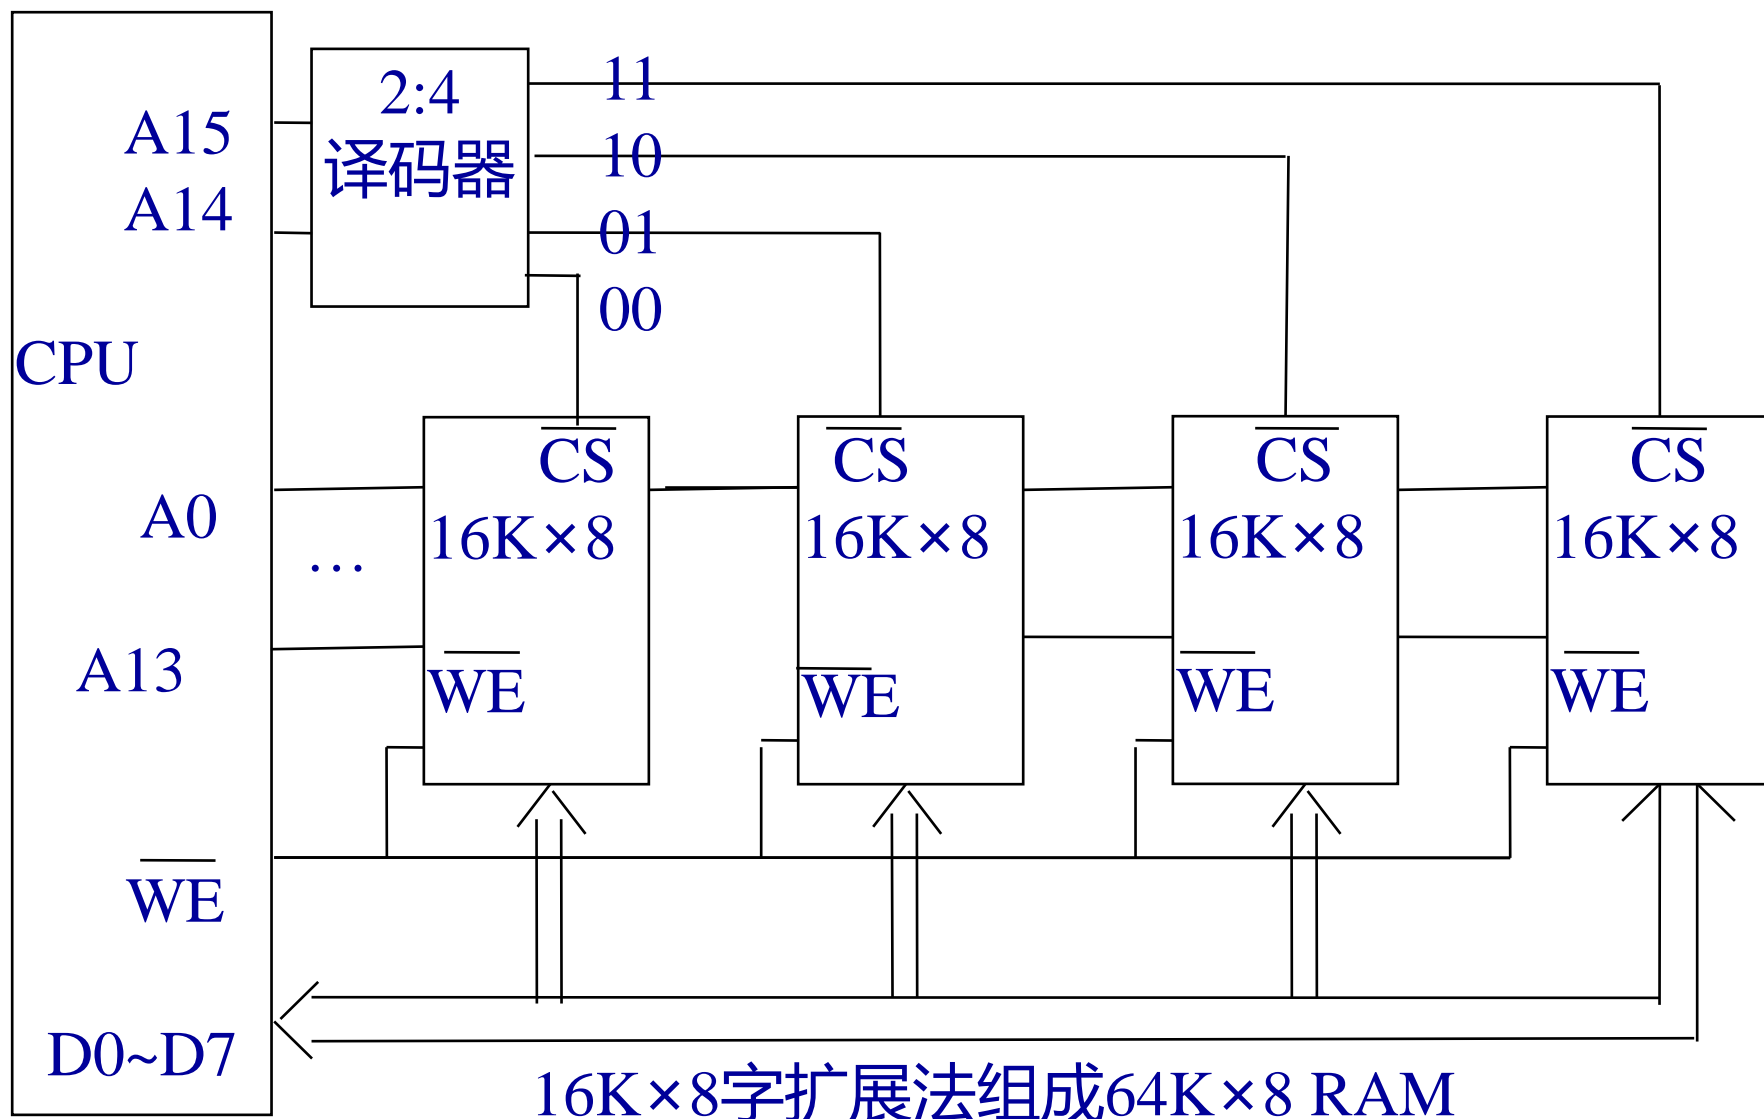 2:4
译码器
11
10
01
00
A15
A14
CPU
A0
…
A13
WE
D0~D7
CS
16K×8
WE
CS
16K×8
WE
CS
16K×8
WE
CS
16K×8
WE
16K×8字扩展法组成64K×8 RAM